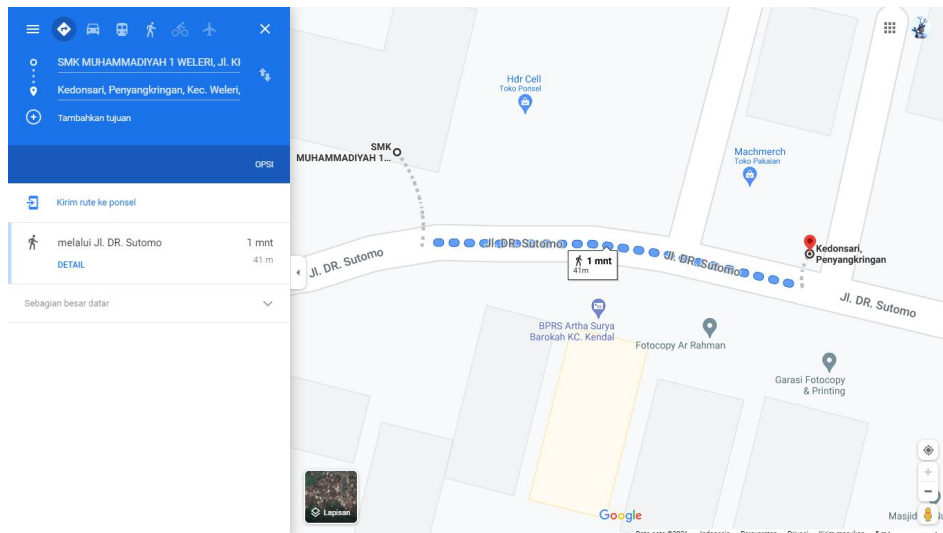 SMK MUHAMMADIYAH 1 WELERI, Jl. Kl
Kedonsari, Penyangkringan, Kec. Weleri,
Tambahkan tujuan
OPSI
Kirim rute ke ponsel
melalui Jl. DR. Sutomo 1 mnt
DETAIL 41 m
Sebagian besar datar
Hdr Cell
Toko Ponsel
SMK
MUHAMMADIYAH 1...
Machmerch
Toko Pakaian
Jl. DR. Sutomo
Jl. DR. Sutomo
Jl. DR. Sutomo
Jl. DR. Sutomo
1 mnt
41m
Kedonsari,
Penyangkringan
BPRS Artha Surya
Barokah KC. Kendal
Fotocopy Ar Rahman
Garasi Fotocopy
& Printing
Lapisan
Google
Masjid